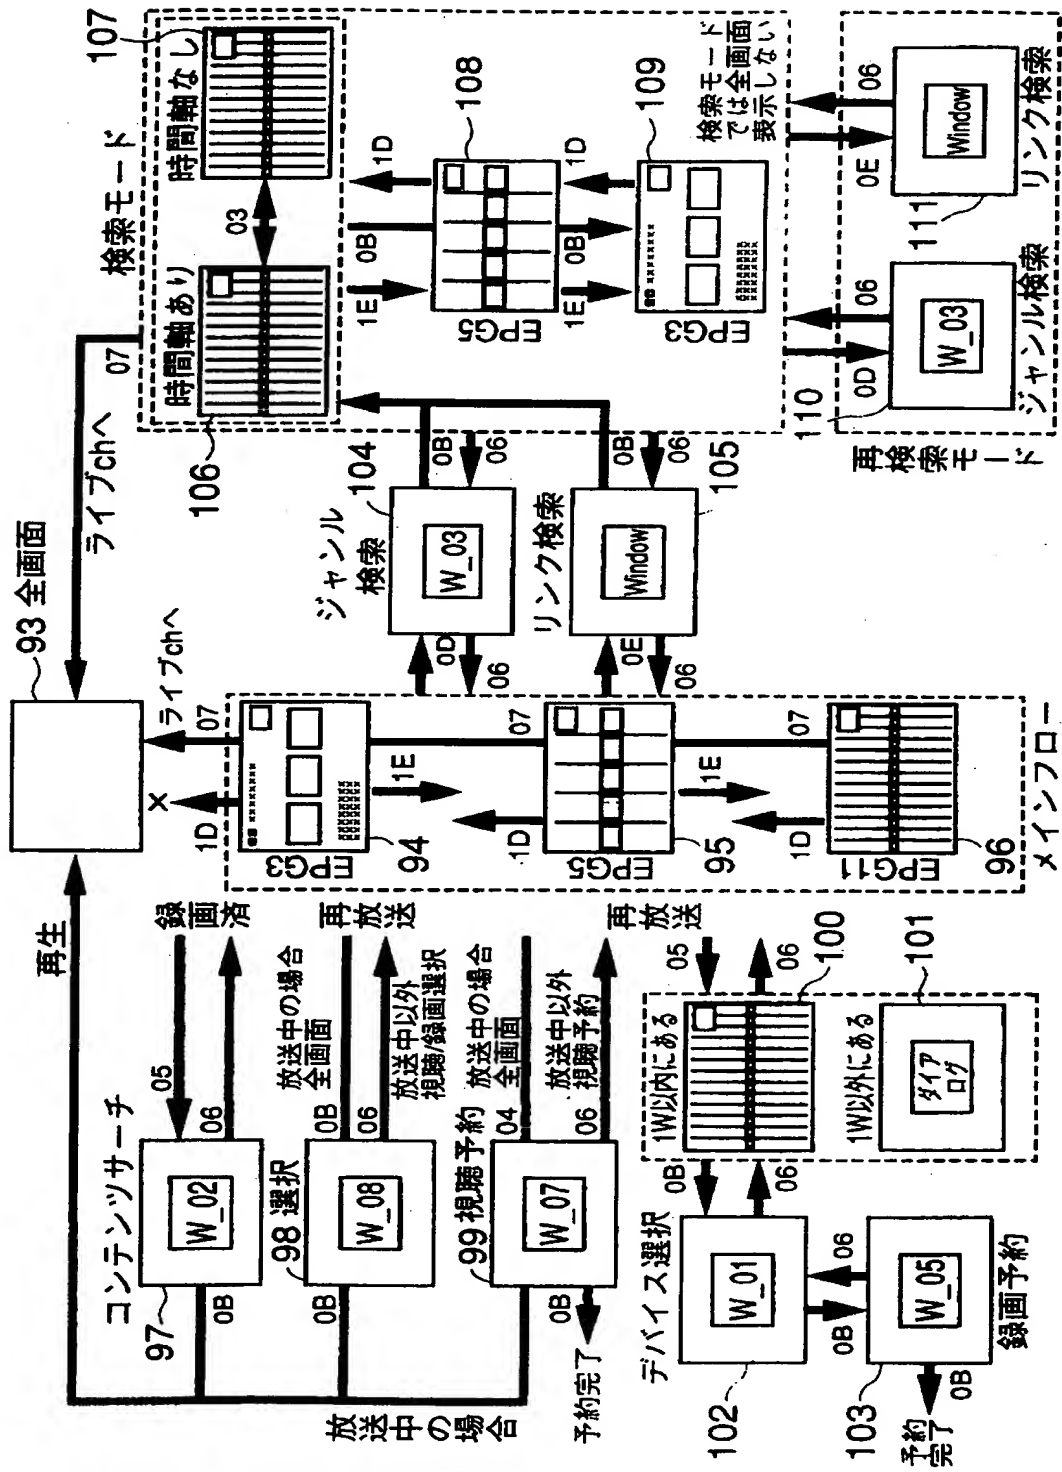 93 全画面
ライブchへ
07
ライブchへ
再生
1D
×
07
EPG3
94
1E
1D
07
EPG5
95
1E
1D
07
EPG11
96
メインフロー
コンテンツサーチ
97
W_02
05
06
録画済
0B
98 選択
W_08
0B
放送中の場合
全画面
06
放送中以外
視聴/録画選択
再放送
0B
99 視聴予約
W_07
04
放送中の場合
全画面
06
放送中以外
視聴予約
再放送
0B
予約完了
放送中の場合
デバイス選択
102
W_01
0B
06
1W以内にある
100
05
06
1W以外にある
101
ダイア
ログ
0B
06
103
W_05
録画予約
0B
予約
完了
ジャンル
検索
104
W_03
0D
06
0B
06
リンク検索
105
Window
0E
06
0B
06
検索モード
時間軸あり
106
03
時間軸なし
107
1E
0B
1D
EPG5
108
1E
0B
1D
EPG3
109
検索モード
では全画面
表示しない
再検索モード
110
0D
06
W_03
ジャンル検索
111
0E
06
Window
リンク検索